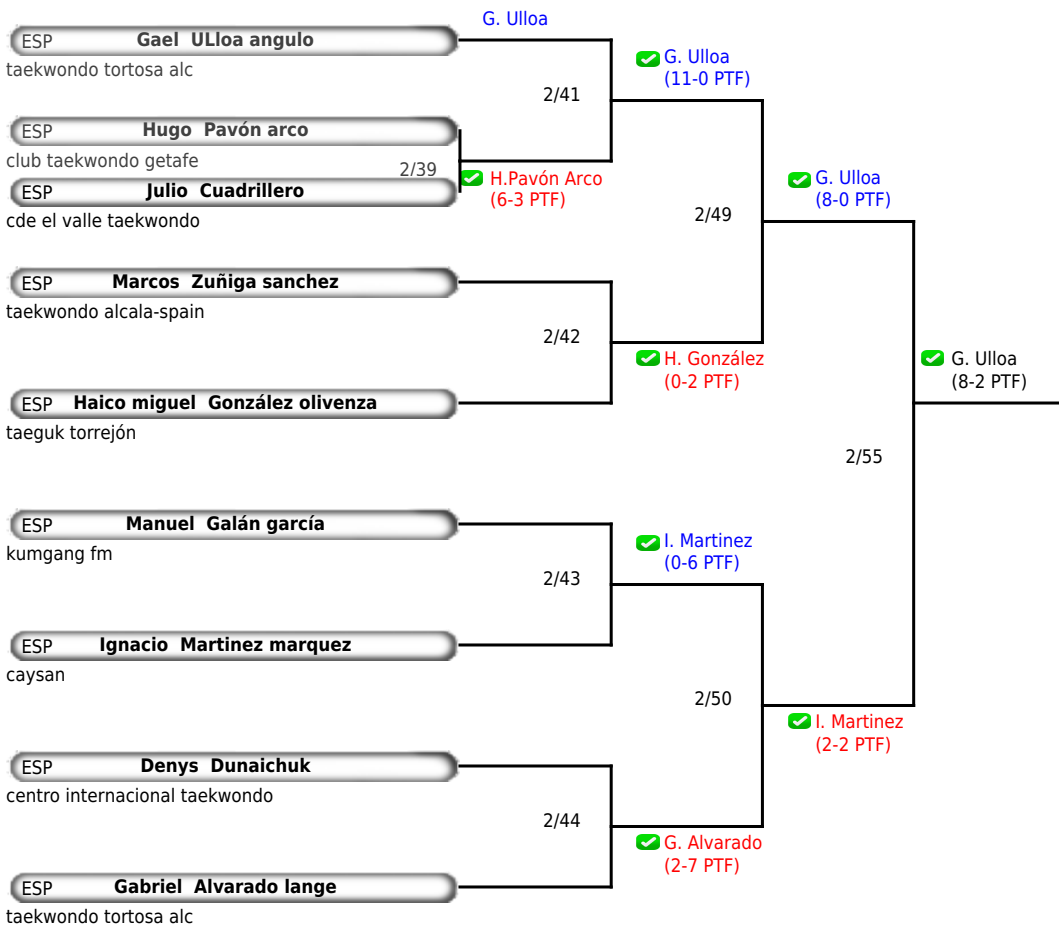 G. Ulloa
ESP Gael ULloa angulo
taekwondo tortosa alc
G. Ulloa
(11-0 PTF)
2/41
ESP Hugo Pavón arco
club taekwondo getafe
2/39
H.Pavón Arco
(6-3 PTF)
ESP Julio Cuadrillero
cde el valle taekwondo
G. Ulloa
(8-0 PTF)
2/49
ESP Marcos Zuñiga sanchez
taekwondo alcala-spain
2/42
H. González
(0-2 PTF)
ESP Haico miguel González olivenza
taeguk torrejón
G. Ulloa
(8-2 PTF)
2/55
ESP Manuel Galán garcía
kumgang fm
I. Martinez
(0-6 PTF)
2/43
ESP Ignacio Martinez marquez
caysan
2/50
I. Martinez
(2-2 PTF)
ESP Denys Dunaichuk
centro internacional taekwondo
2/44
G. Alvarado
(2-7 PTF)
ESP Gabriel Alvarado lange
taekwondo tortosa alc